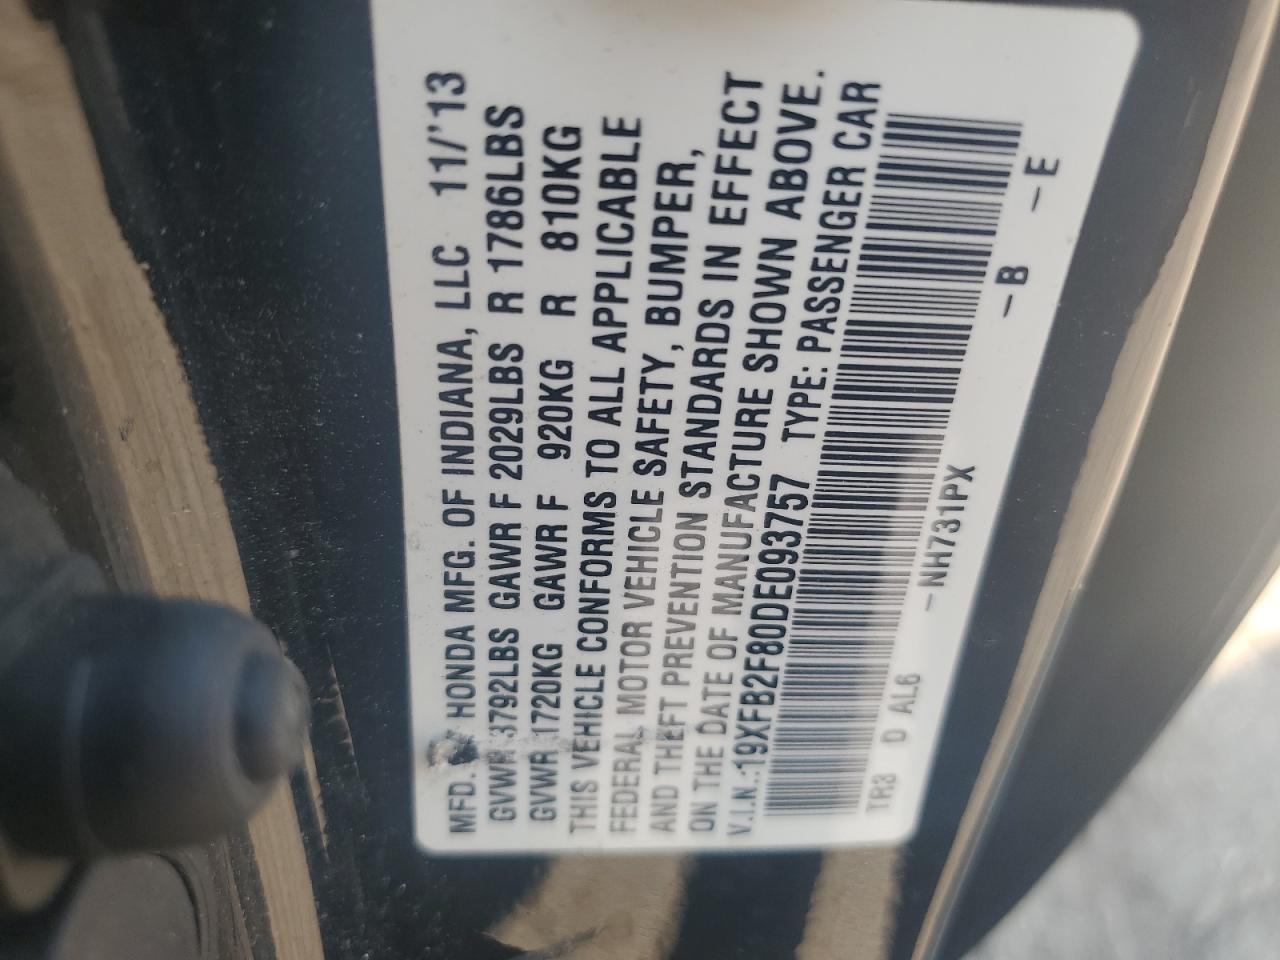 MFD. BY HONDA MFG. OF INDIANA, LLC 11/'13
GVWR 3792LBS GAWR F 2029LBS R 1786LBS
GVWR 1720KG GAWR F 920KG R 810KG
THIS VEHICLE CONFORMS TO ALL APPLICABLE
FEDERAL MOTOR VEHICLE SAFETY, BUMPER,
AND THEFT PREVENTION STANDARDS IN EFFECT
ON THE DATE OF MANUFACTURE SHOWN ABOVE.
V.I.N.:19XFB2F80DE093757 TYPE: PASSENGER CAR
TR3 D AL6 -NH731PX -B -E